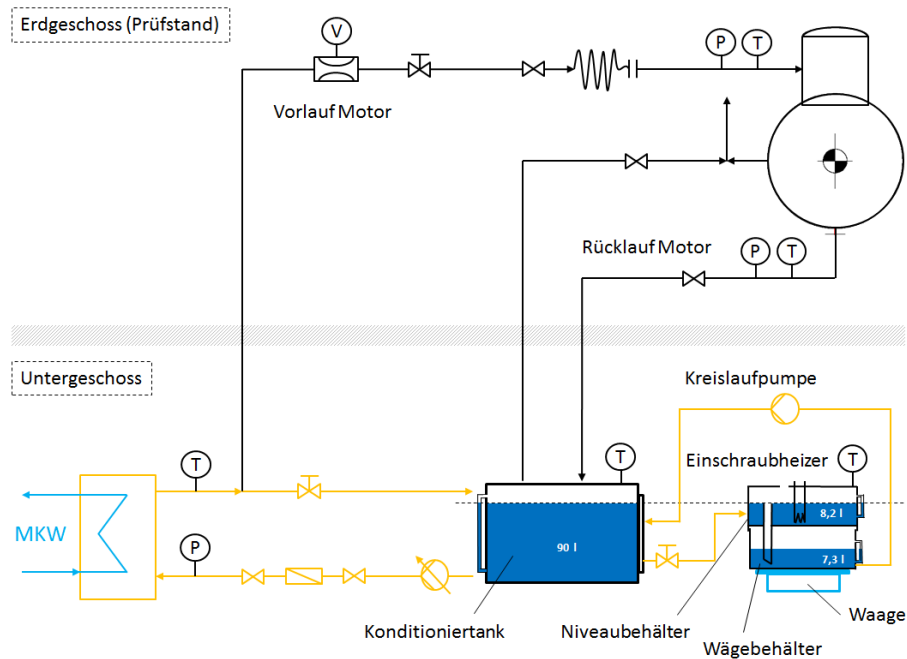 Erdgeschoss (Prüfstand)
V
P
T
Vorlauf Motor
Rücklauf Motor
P
T
Untergeschoss
Kreislaufpumpe
T
T
Einschraubheizer
T
MKW
8,2 l
P
90 l
7,3 l
Konditioniertank
Niveaubehälter
Wägebehälter
Waage